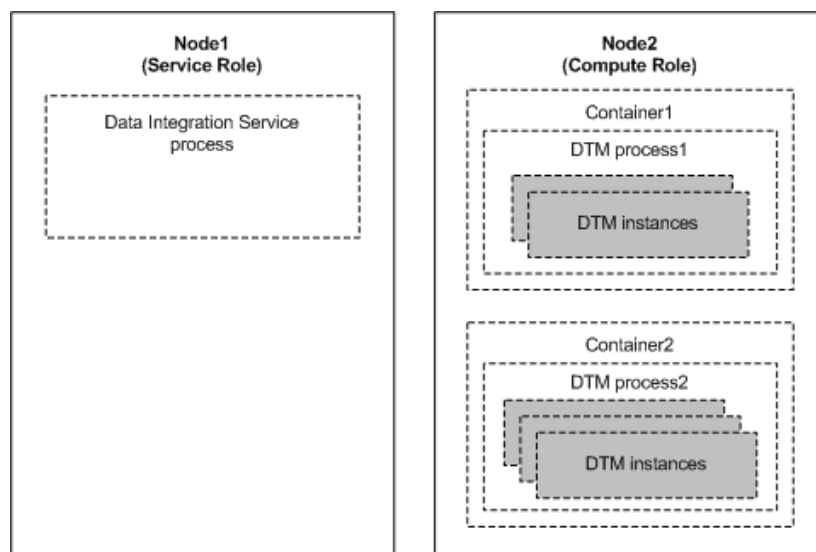 Node1
(Service Role)
Data Integration Service
process
Node2
(Compute Role)
Container1
DTM process1
DTM instances
Container2
DTM process2
DTM instances